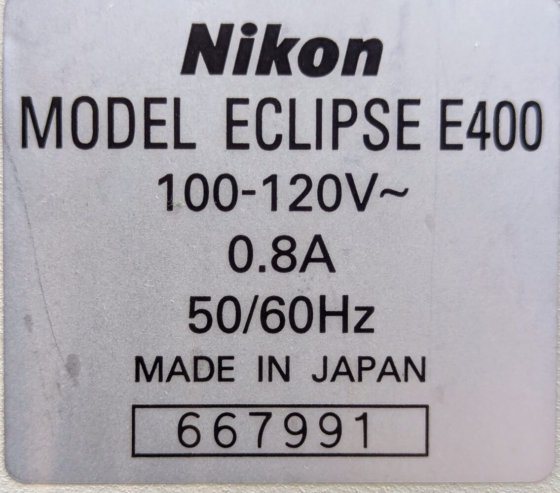 Nikon
MODEL ECLIPSE E400
100-120V~
0.8A
50/60Hz
MADE IN JAPAN
667991